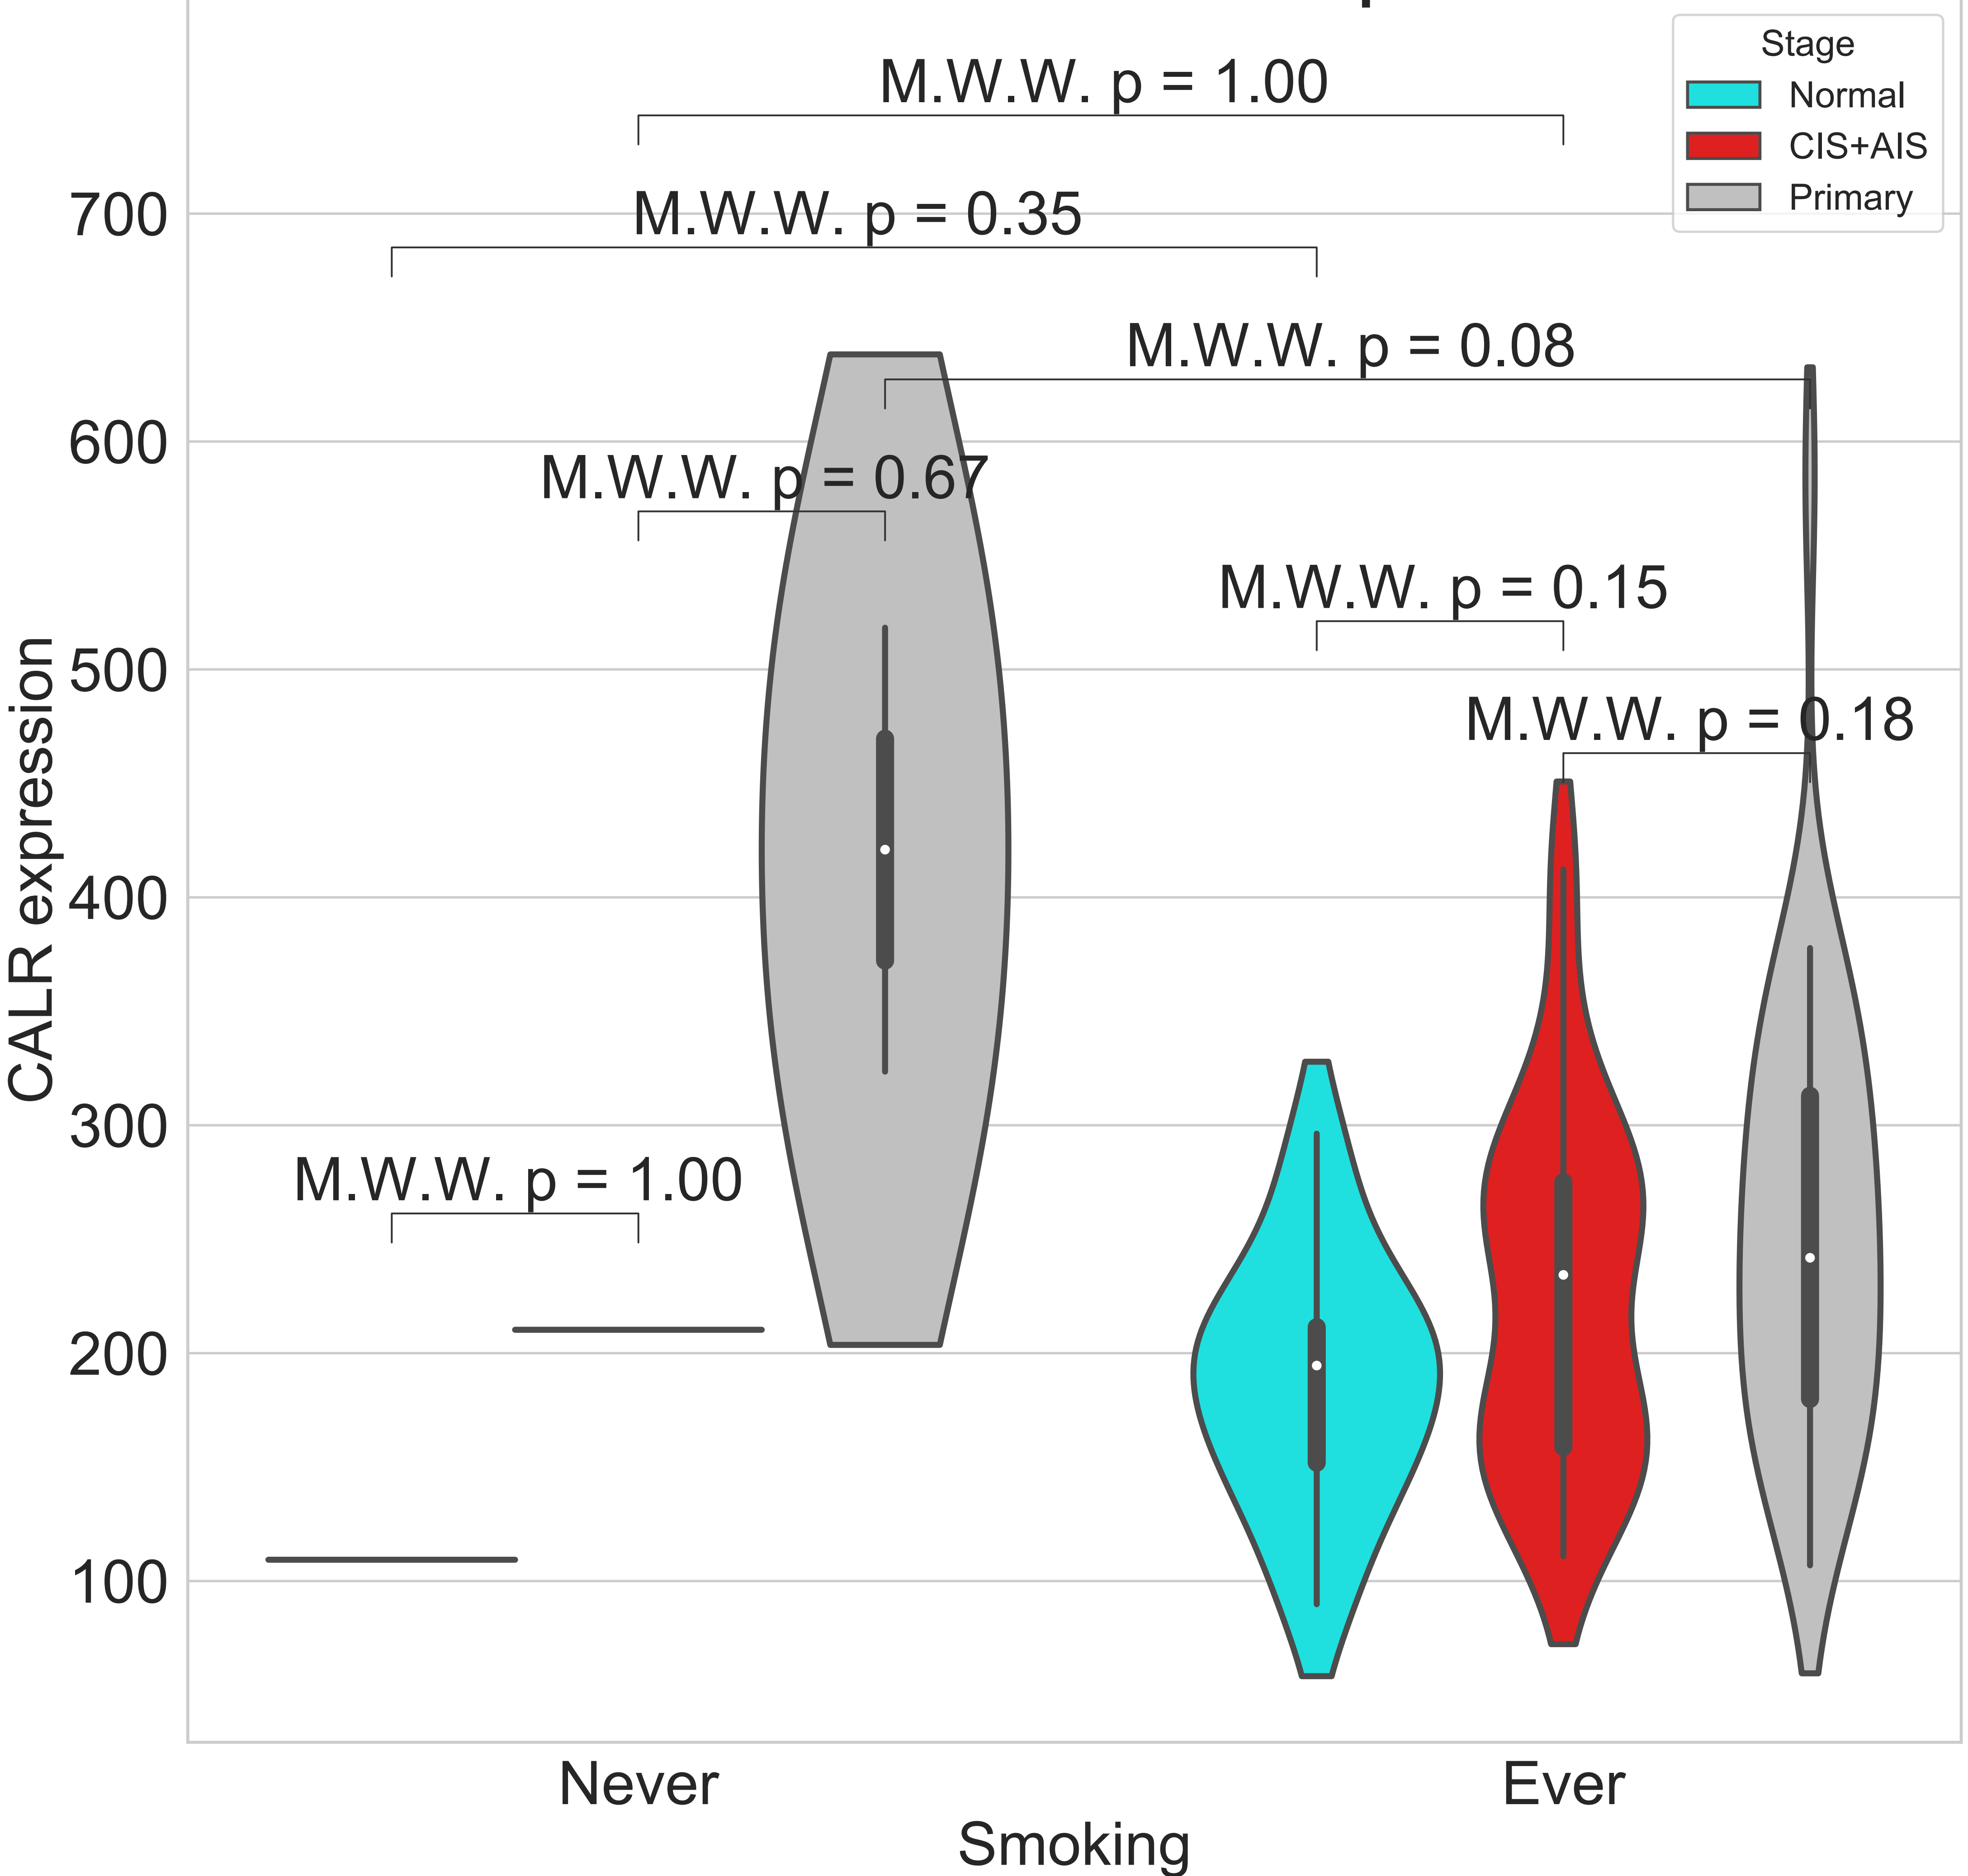 Stage
Normal
CIS+AIS
Primary
M.W.W. p = 1.00
M.W.W. p = 0.35
M.W.W. p = 0.08
M.W.W. p = 0.67
M.W.W. p = 0.15
M.W.W. p = 0.18
M.W.W. p = 1.00
700
600
500
400
300
200
100
CALR expression
Never
Ever
Smoking